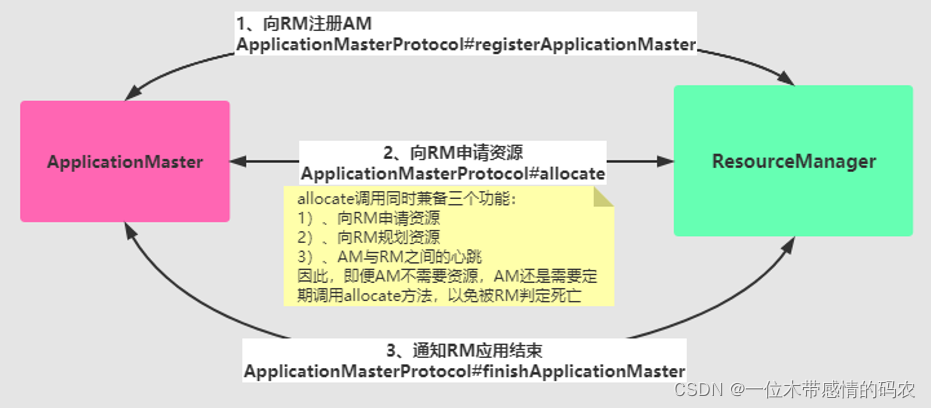 1、向RM注册AM
ApplicationMasterProtocol#registerApplicationMaster
ApplicationMaster
ResourceManager
2、向RM申请资源
ApplicationMasterProtocol#allocate
allocate调用同时兼备三个功能：
1）、向RM申请资源
2）、向RM规划资源
3）、AM与RM之间的心跳
因此，即便AM不需要资源，AM还是需要定
期调用allocate方法，以免被RM判定死亡
3、通知RM应用结束
ApplicationMasterProtocol#finishApplicationMaster
CSDN @一位木带感情的码农